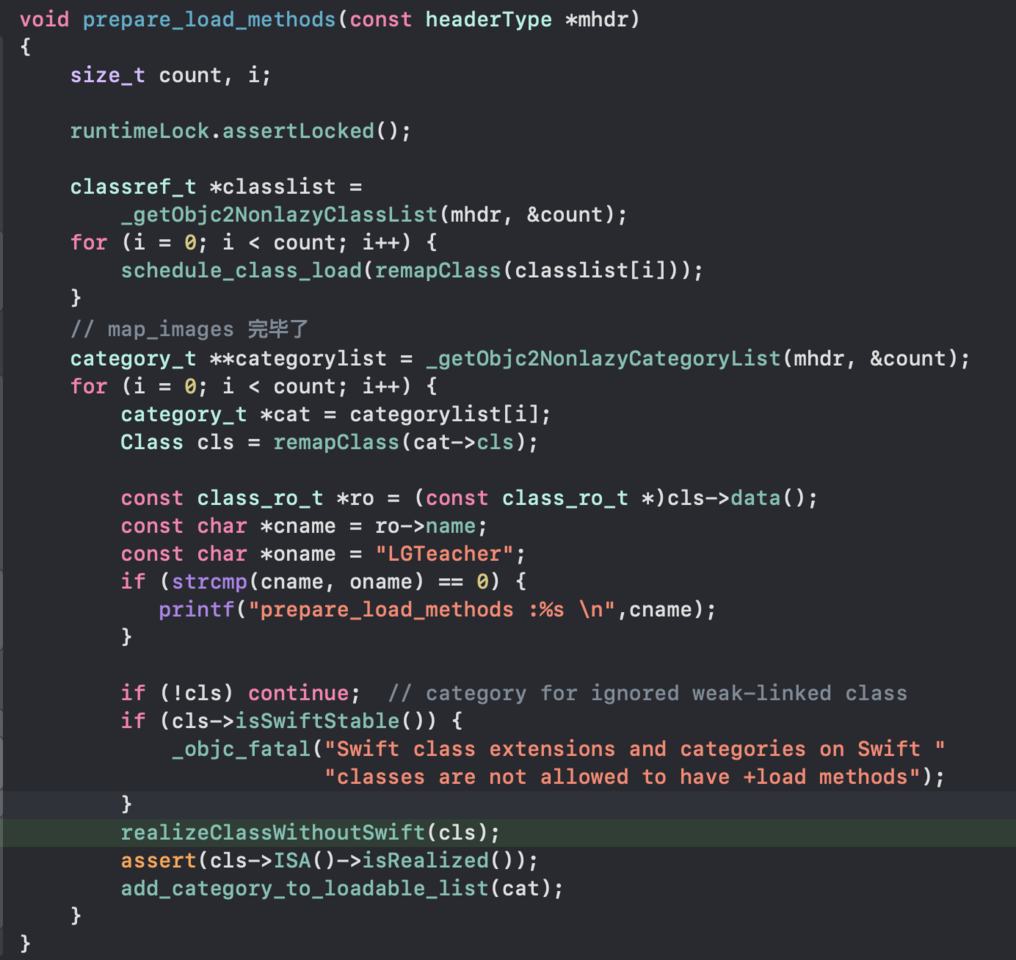 void prepare_load_methods(const headerType *mhdr)
{
    size_t count, i;

    runtimeLock.assertLocked();

    classref_t *classlist =
        _getObjc2NonlazyClassList(mhdr, &count);
    for (i = 0; i < count; i++) {
        schedule_class_load(remapClass(classlist[i]));
    }
    // map_images 完毕了
    category_t **categorylist = _getObjc2NonlazyCategoryList(mhdr, &count);
    for (i = 0; i < count; i++) {
        category_t *cat = categorylist[i];
        Class cls = remapClass(cat->cls);

        const class_ro_t *ro = (const class_ro_t *)cls->data();
        const char *cname = ro->name;
        const char *oname = "LGTeacher";
        if (strcmp(cname, oname) == 0) {
           printf("prepare_load_methods :%s \n",cname);
        }

        if (!cls) continue;  // category for ignored weak-linked class
        if (cls->isSwiftStable()) {
            _objc_fatal("Swift class extensions and categories on Swift "
                        "classes are not allowed to have +load methods");
        }
        realizeClassWithoutSwift(cls);
        assert(cls->ISA()->isRealized());
        add_category_to_loadable_list(cat);
    }
}